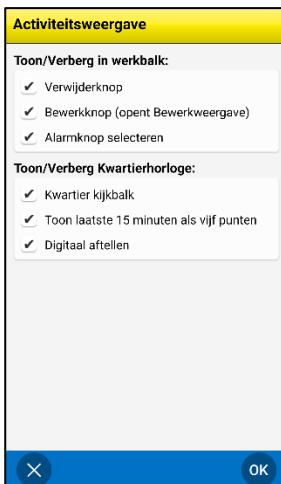 Activiteitsweergave
Toon/Verberg in werkbalk:
Verwijderknop
Bewerkknop (opent Bewerkweergave)
Alarmknop selecteren
Toon/Verberg Kwartierhorloge:
Kwartier kijkbalk
Toon laatste 15 minuten als vijf punten
Digitaal aftellen
OK